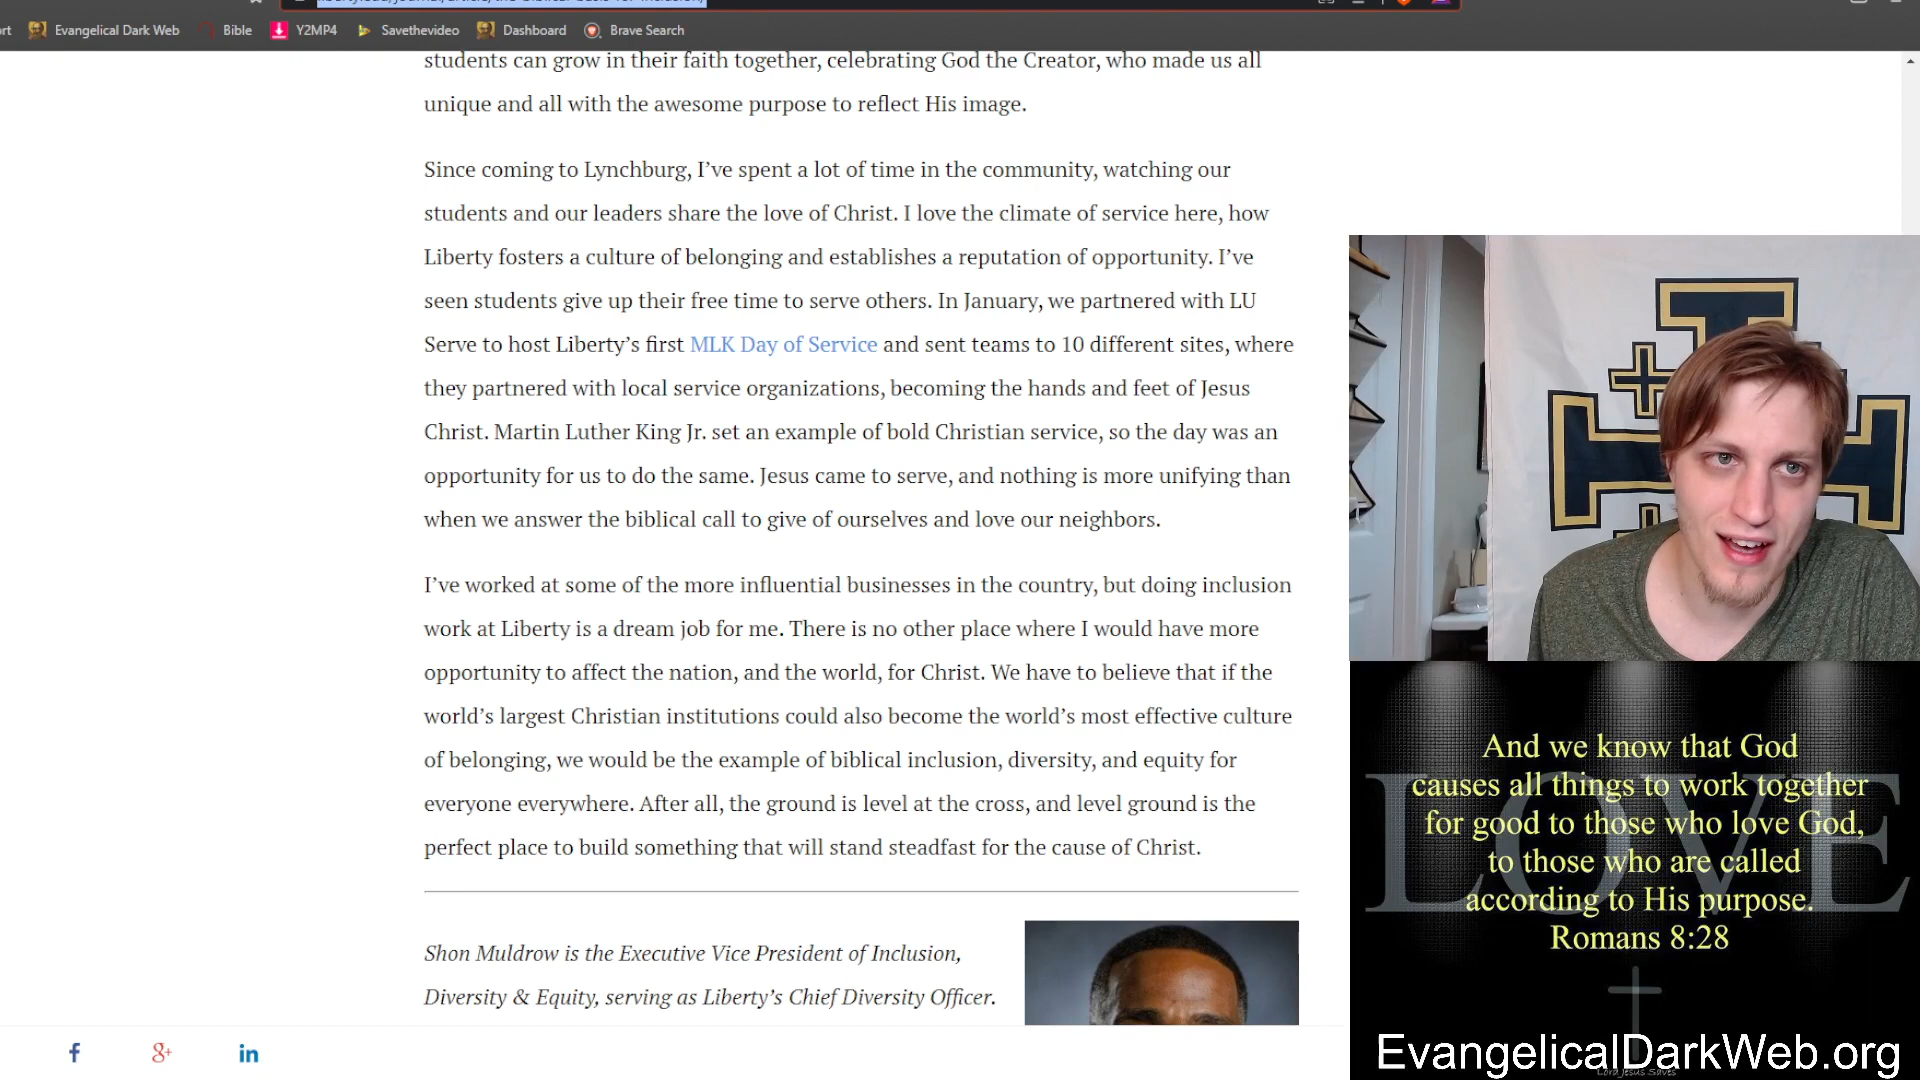 Evangelical Dark Web Bible Y2MP4 Savethevideo Dashboard Brave Search
students can grow in their faith together, celebrating God the Creator, who made us all
unique and all with the awesome purpose to reflect His image.
Since coming to Lynchburg, I’ve spent a lot of time in the community, watching our
students and our leaders share the love of Christ. I love the climate of service here, how
Liberty fosters a culture of belonging and establishes a reputation of opportunity. I’ve
seen students give up their free time to serve others. In January, we partnered with LU
Serve to host Liberty’s first MLK Day of Service and sent teams to 10 different sites, where
they partnered with local service organizations, becoming the hands and feet of Jesus
Christ. Martin Luther King Jr. set an example of bold Christian service, so the day was an
opportunity for us to do the same. Jesus came to serve, and nothing is more unifying than
when we answer the biblical call to give of ourselves and love our neighbors.
I’ve worked at some of the more influential businesses in the country, but doing inclusion
work at Liberty is a dream job for me. There is no other place where I would have more
opportunity to affect the nation, and the world, for Christ. We have to believe that if the
world’s largest Christian institutions could also become the world’s most effective culture
of belonging, we would be the example of biblical inclusion, diversity, and equity for
everyone everywhere. After all, the ground is level at the cross, and level ground is the
perfect place to build something that will stand steadfast for the cause of Christ.
Shon Muldrow is the Executive Vice President of Inclusion,
Diversity & Equity, serving as Liberty’s Chief Diversity Officer.
f g+ in
LOVE
And we know that God
causes all things to work together
for good to those who love God,
to those who are called
according to His purpose.
Romans 8:28
EvangelicalDarkWeb.org
Lord Jesus Saves